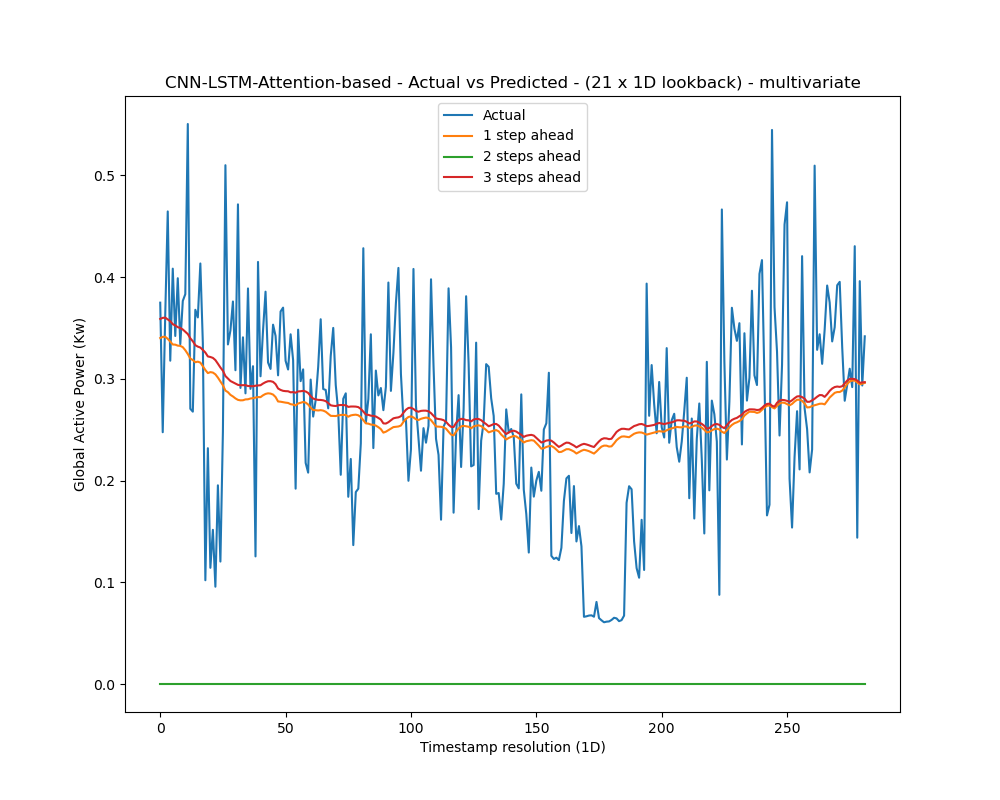 CNN-LSTM-Attention-based - Actual vs Predicted - (21 x 1D lookback) - multivariate
Actual
1 step ahead
2 steps ahead
3 steps ahead
Global Active Power (Kw)
0.5
0.4
0.3
0.2
0.1
0.0
0 50 100 150 200 250
Timestamp resolution (1D)